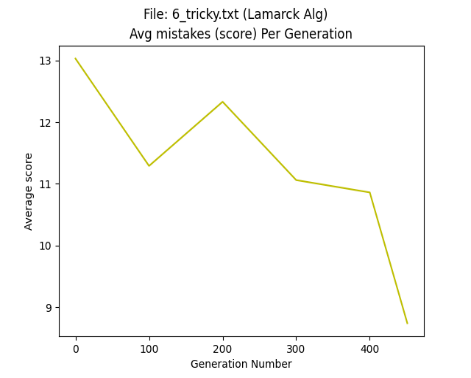 File: 6_tricky.txt (Lamarck Alg)
Avg mistakes (score) Per Generation
13
12
11
10
9
Average score
0 100 200 300 400
Generation Number